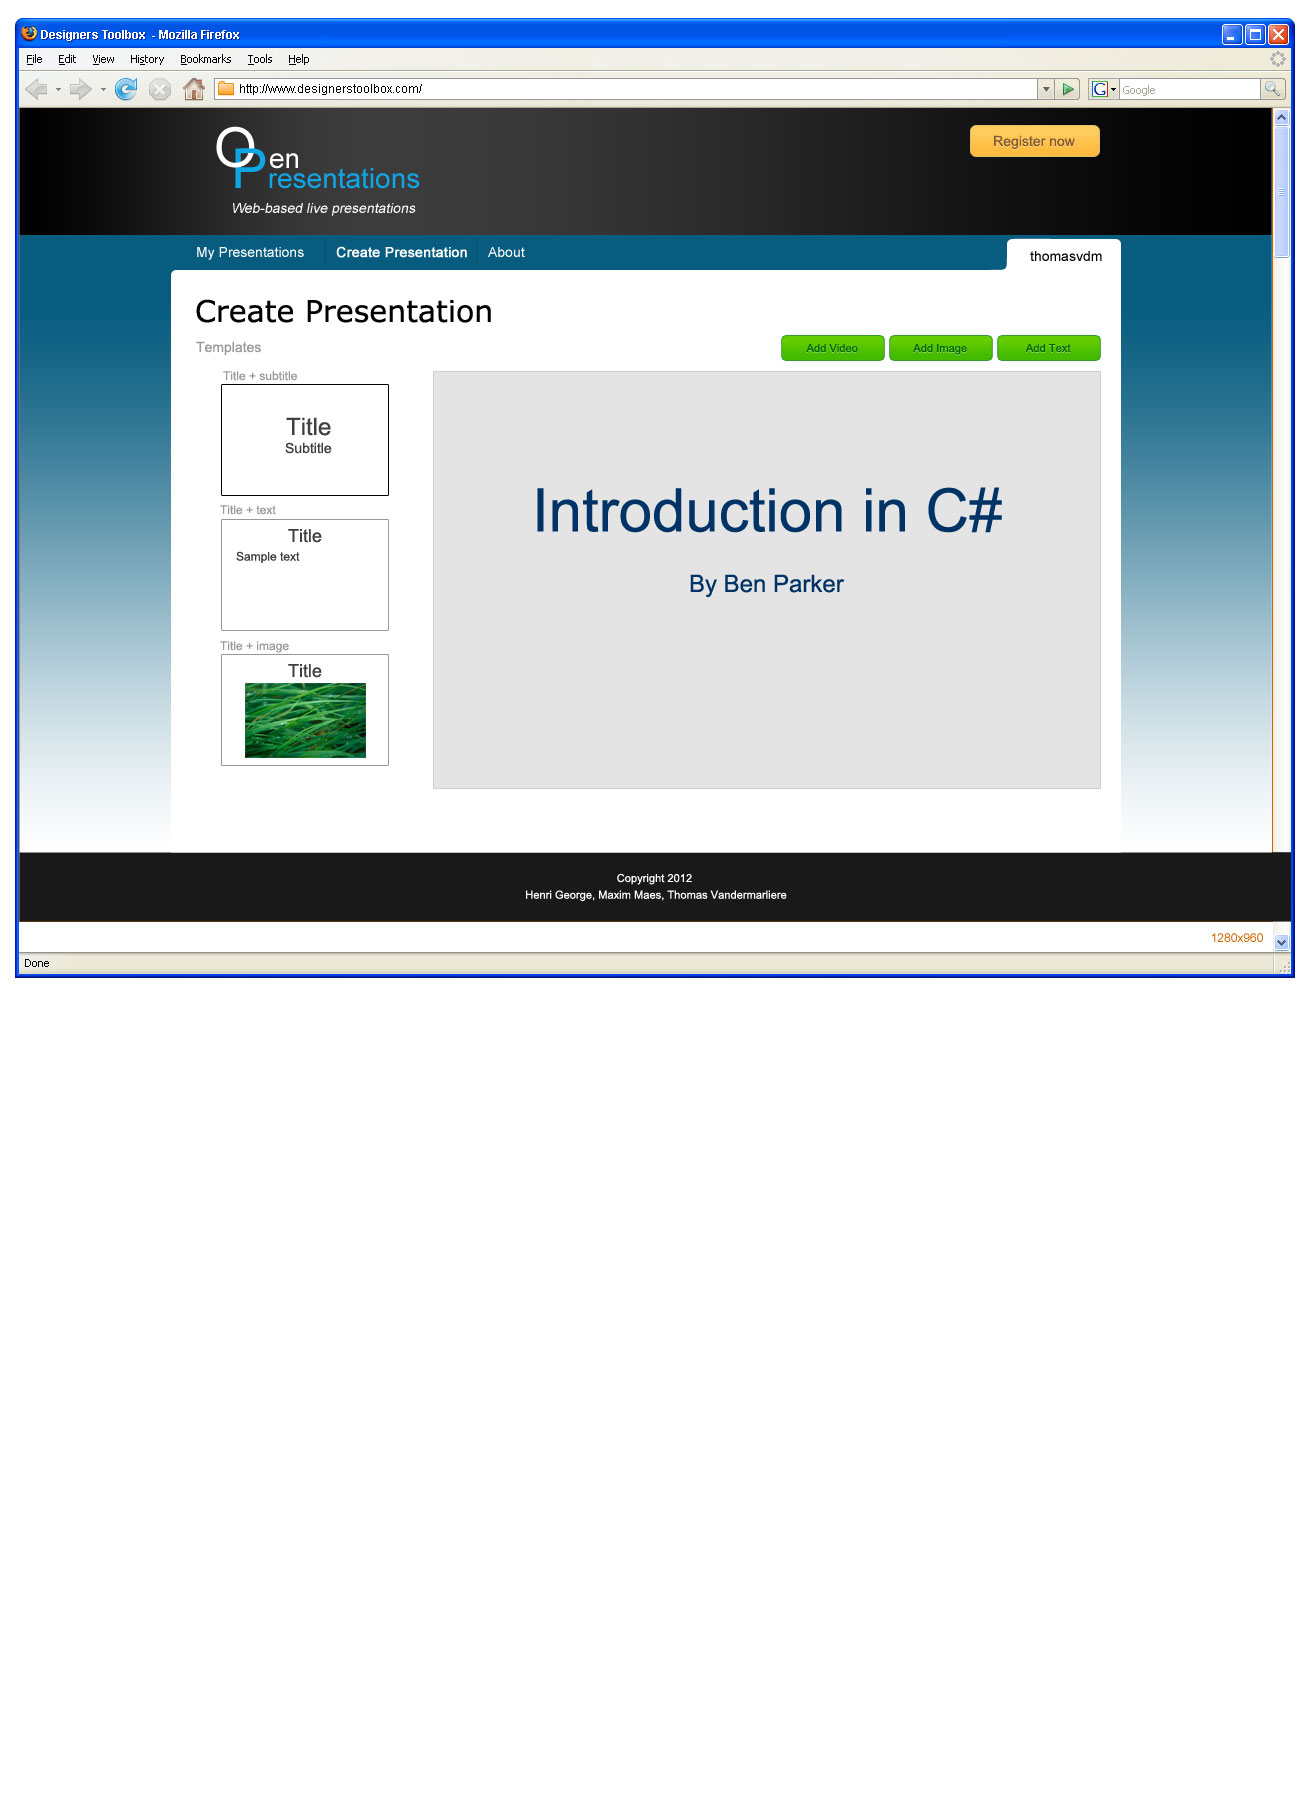 Designers Toolbox - Mozilla Firefox
File Edit View History Bookmarks Tools Help
http://www.designerstoolbox.com/
G
Google
Open
Presentations
Web-based live presentations
Register now
My Presentations
Create Presentation
About
thomasvdm
Create Presentation
Templates
Add Video
Add Image
Add Text
Title + subtitle
Title
Subtitle
Title + text
Title
Sample text
Title + image
Title
Introduction in C#
By Ben Parker
Copyright 2012
Henri George, Maxim Maes, Thomas Vandermarliere
1280x960
Done